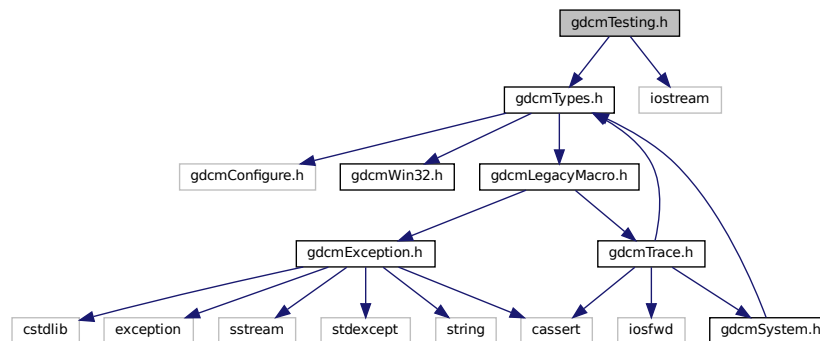 gdcmTesting.h
gdcmTypes.h
iostream
gdcmConfigure.h
gdcmWin32.h
gdcmLegacyMacro.h
gdcmException.h
gdcmTrace.h
cstdlib
exception
sstream
stdexcept
string
cassert
iosfwd
gdcmSystem.h